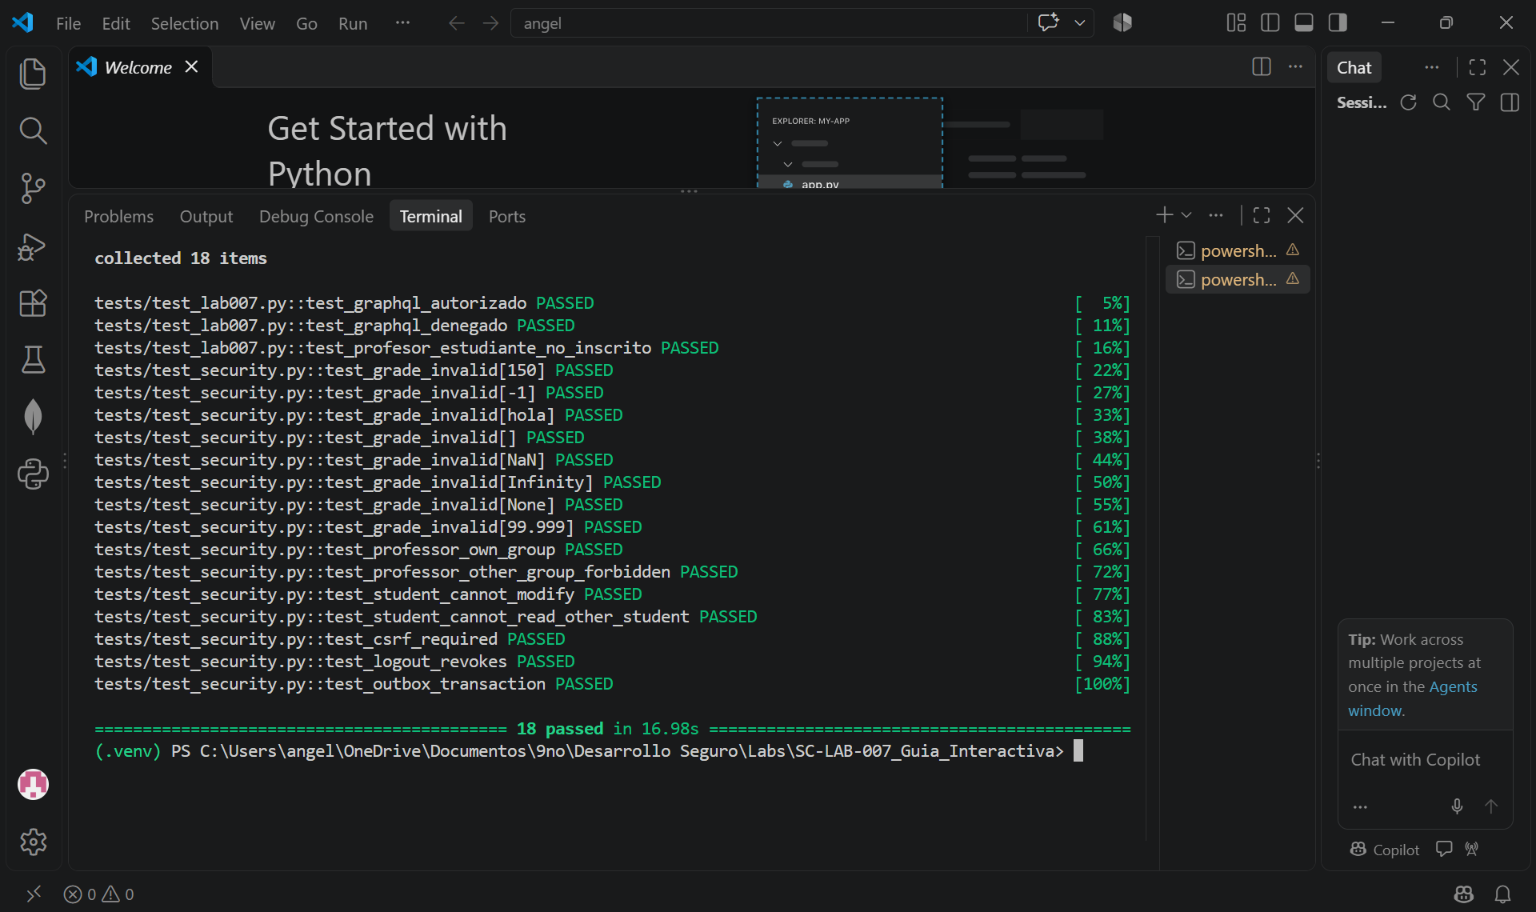 File Edit Selection View Go Run ··· angel
Welcome
Get Started with
Python
EXPLORER: MY-APP
app.py
Problems Output Debug Console Terminal Ports
collected 18 items
tests/test_lab007.py::test_graphql_autorizado PASSED [  5%]
tests/test_lab007.py::test_graphql_denegado PASSED [ 11%]
tests/test_lab007.py::test_profesor_estudiante_no_inscrito PASSED [ 16%]
tests/test_security.py::test_grade_invalid[150] PASSED [ 22%]
tests/test_security.py::test_grade_invalid[-1] PASSED [ 27%]
tests/test_security.py::test_grade_invalid[hola] PASSED [ 33%]
tests/test_security.py::test_grade_invalid[] PASSED [ 38%]
tests/test_security.py::test_grade_invalid[NaN] PASSED [ 44%]
tests/test_security.py::test_grade_invalid[Infinity] PASSED [ 50%]
tests/test_security.py::test_grade_invalid[None] PASSED [ 55%]
tests/test_security.py::test_grade_invalid[99.999] PASSED [ 61%]
tests/test_security.py::test_professor_own_group PASSED [ 66%]
tests/test_security.py::test_professor_other_group_forbidden PASSED [ 72%]
tests/test_security.py::test_student_cannot_modify PASSED [ 77%]
tests/test_security.py::test_student_cannot_read_other_student PASSED [ 83%]
tests/test_security.py::test_csrf_required PASSED [ 88%]
tests/test_security.py::test_logout_revokes PASSED [ 94%]
tests/test_security.py::test_outbox_transaction PASSED [100%]
=========================================== 18 passed in 16.98s ============================================
(.venv) PS C:\Users\angel\OneDrive\Documentos\9no\Desarrollo Seguro\Labs\SC-LAB-007_Guia_Interactiva>
powersh...
powersh...
Chat
Sessi...
Tip: Work across
multiple projects at
once in the Agents
window.
Chat with Copilot
Copilot
0 0